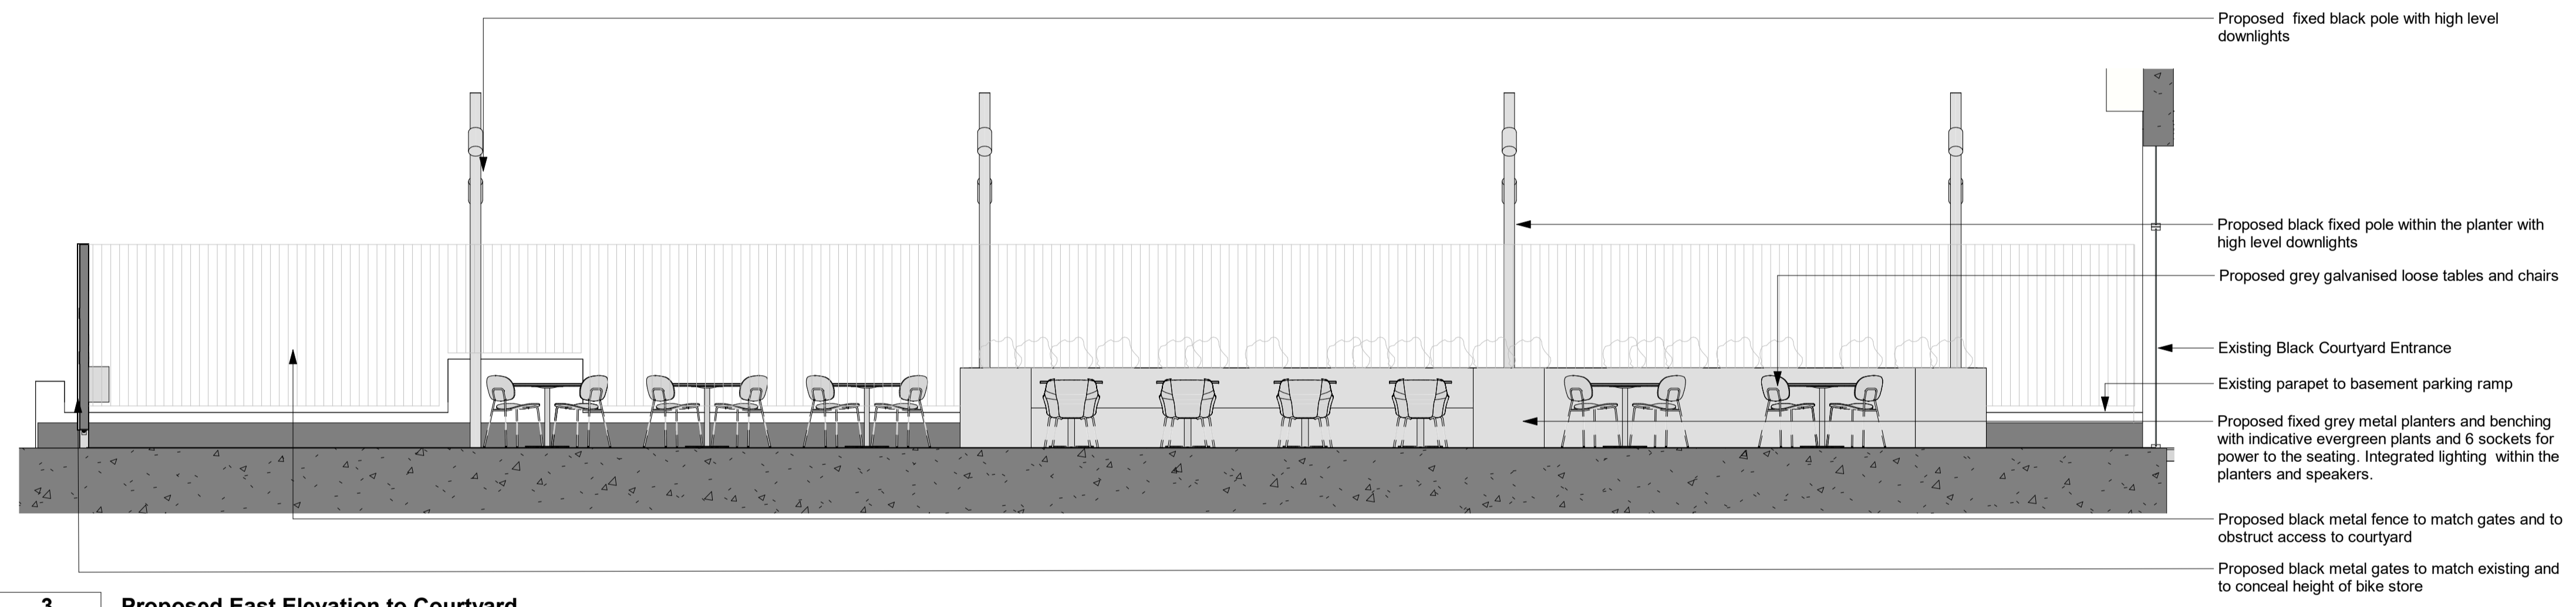 Proposed fixed black pole with high level
downlights
Proposed black fixed pole within the planter with
high level downlights
Proposed grey galvanised loose tables and chairs
Existing Black Courtyard Entrance
Existing parapet to basement parking ramp
Proposed fixed grey metal planters and benching
with indicative evergreen plants and 6 sockets for
power to the seating. Integrated lighting within the
planters and speakers.
Proposed black metal fence to match gates and to
obstruct access to courtyard
Proposed black metal gates to match existing and
to conceal height of bike store
3 Proposed East Elevation to Courtyard